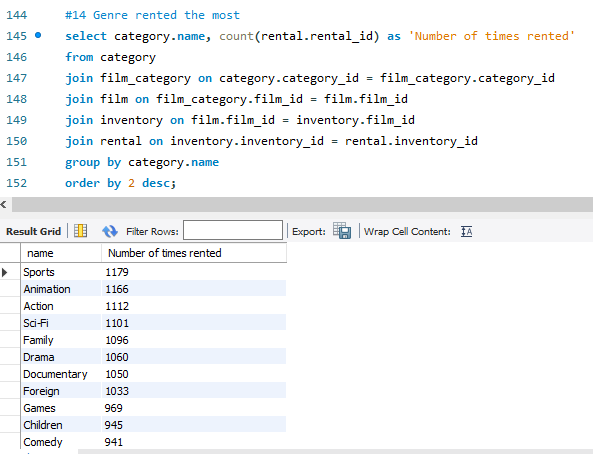 144 #14 Genre rented the most
145 select category.name, count(rental.rental_id) as 'Number of times rented'
146 from category
147 join film_category on category.category_id = film_category.category_id
148 join film on film_category.film_id = film.film_id
149 join inventory on film.film_id = inventory.film_id
150 join rental on inventory.inventory_id = rental.inventory_id
151 group by category.name
152 order by 2 desc;
Result Grid Filter Rows: Export: Wrap Cell Content:
name Number of times rented
Sports 1179
Animation 1166
Action 1112
Sci-Fi 1101
Family 1096
Drama 1060
Documentary 1050
Foreign 1033
Games 969
Children 945
Comedy 941